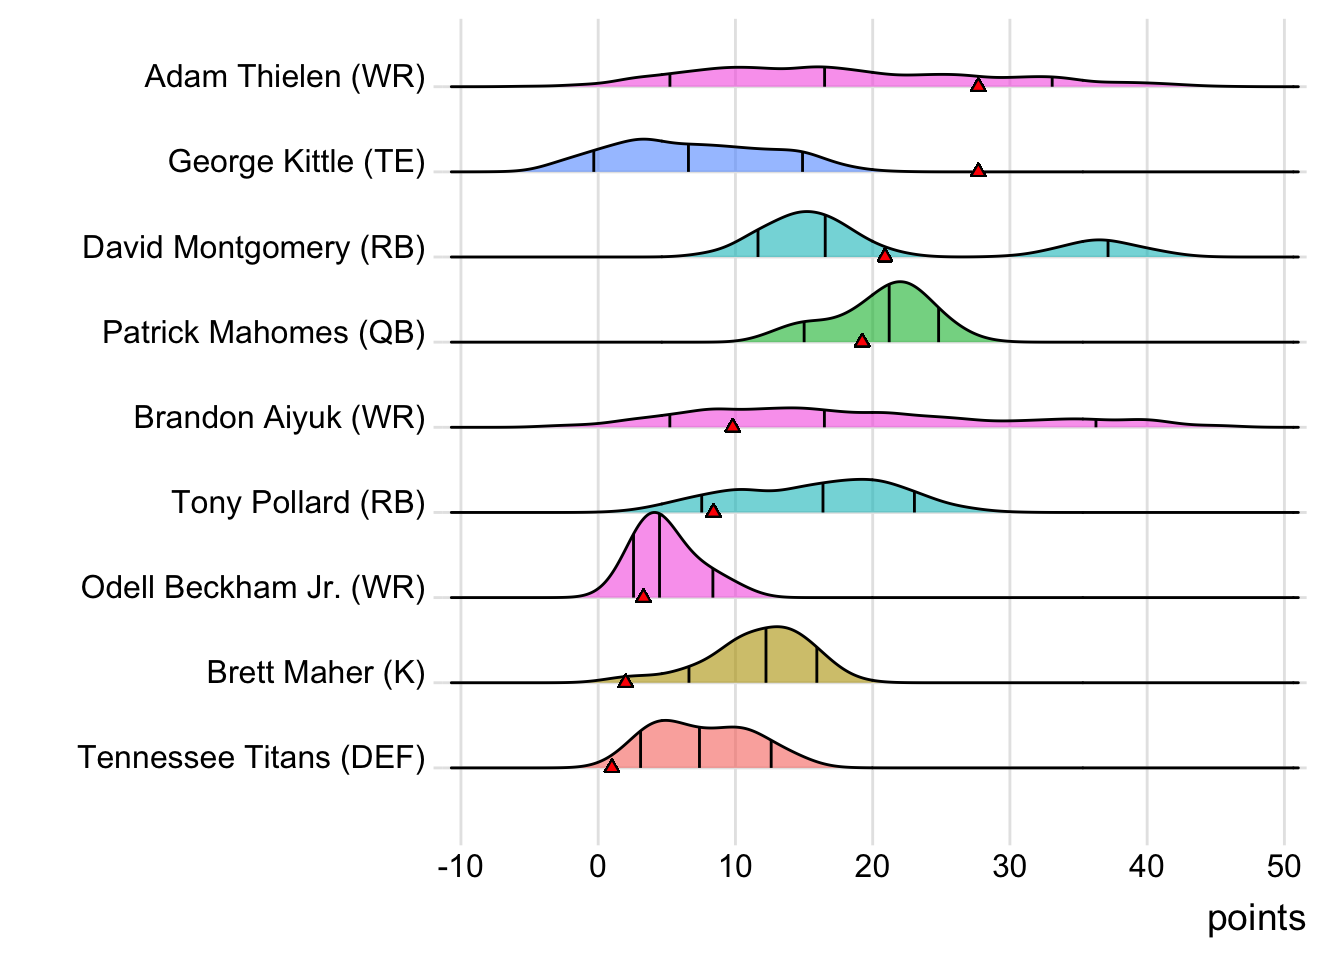 Adam Thielen (WR)
George Kittle (TE)
David Montgomery (RB)
Patrick Mahomes (QB)
Brandon Aiyuk (WR)
Tony Pollard (RB)
Odell Beckham Jr. (WR)
Brett Maher (K)
Tennessee Titans (DEF)
-10 0 10 20 30 40 50
points